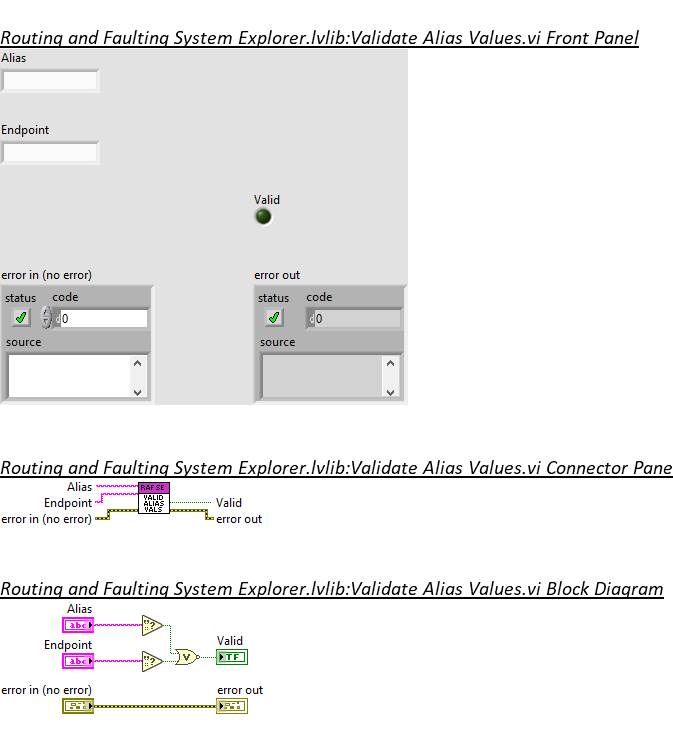 Routing and Faulting System Explorer.lvlib:Validate Alias Values.vi Front Panel
Alias
Endpoint
Valid
error in (no error)
error out
status code
status code
0
0
source
source
Routing and Faulting System Explorer.lvlib:Validate Alias Values.vi Connector Pane
Alias
Endpoint
error in (no error)
RAFSE
VALID
ALIAS
VALS
Valid
error out
Routing and Faulting System Explorer.lvlib:Validate Alias Values.vi Block Diagram
Alias
abc
"?
Endpoint
abc
"?
V
Valid
TF
error in (no error)
error out